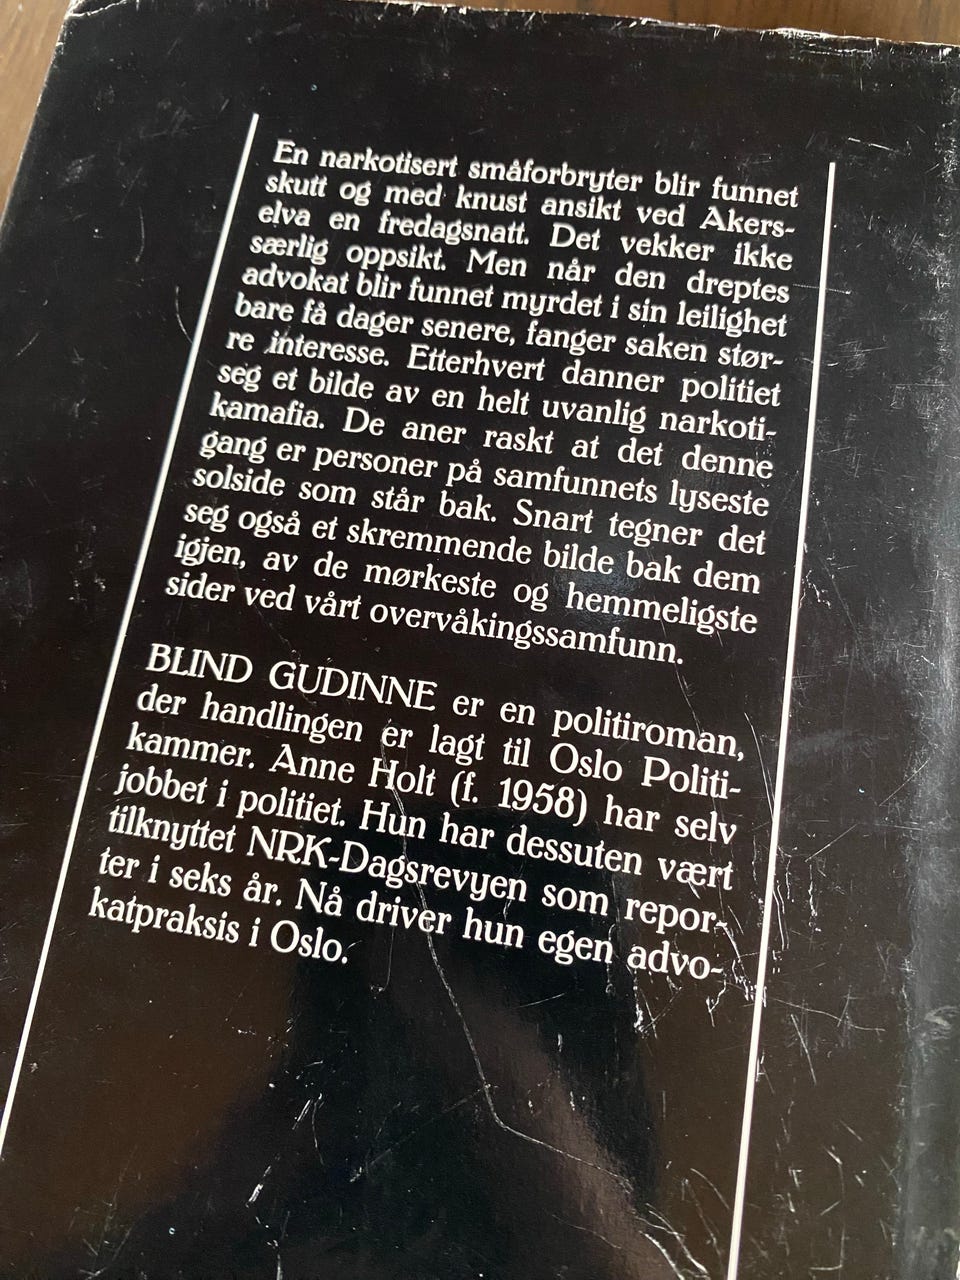 En narkotisert småforbryter blir funnet
skutt og med knust ansikt ved Akers-
elva en fredagsnatt. Det vekker ikke
særlig oppsikt. Men når den dreptes
advokat blir funnet myrdet i sin leilighet
bare få dager senere, fanger saken stør-
re interesse. Etterhvert danner politiet
seg et bilde av en helt uvanlig narkoti-
kamafia. De aner raskt at det denne
gang er personer på samfunnets lyseste
solside som står bak. Snart tegner det
seg også et skremmende bilde bak dem
igjen, av de mørkeste og hemmeligste
sider ved vårt overvåkingssamfunn.
BLIND GUDINNE er en politiroman,
der handlingen er lagt til Oslo Politi-
kammer. Anne Holt (f. 1958) har selv
jobbet i politiet. Hun har dessuten vært
tilknyttet NRK-Dagsrevyen som repor-
ter i seks år. Nå driver hun egen advo-
katpraksis i Oslo.